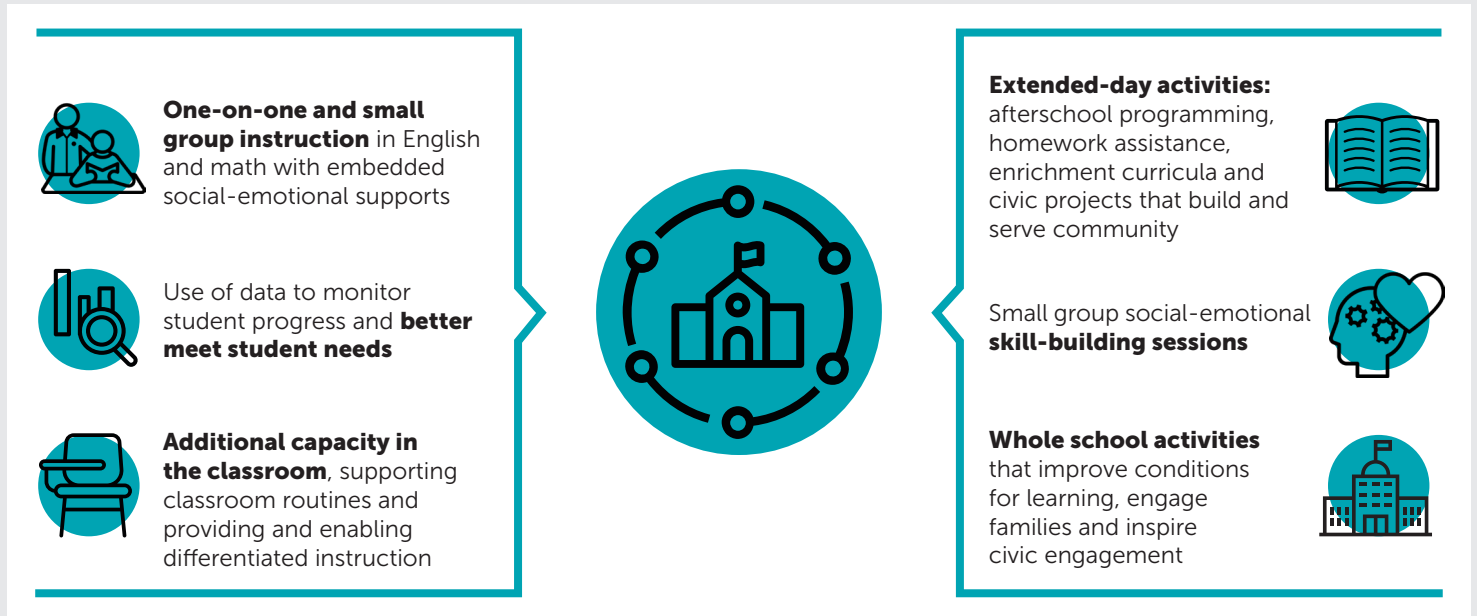 One-on-one and small
group instruction in English
and math with embedded
social-emotional supports
Use of data to monitor
student progress and better
meet student needs
Additional capacity in
the classroom, supporting
classroom routines and
providing and enabling
differentiated instruction
Extended-day activities:
afterschool programming,
homework assistance,
enrichment curricula and
civic projects that build and
serve community
Small group social-emotional
skill-building sessions
Whole school activities
that improve conditions
for learning, engage
families and inspire
civic engagement